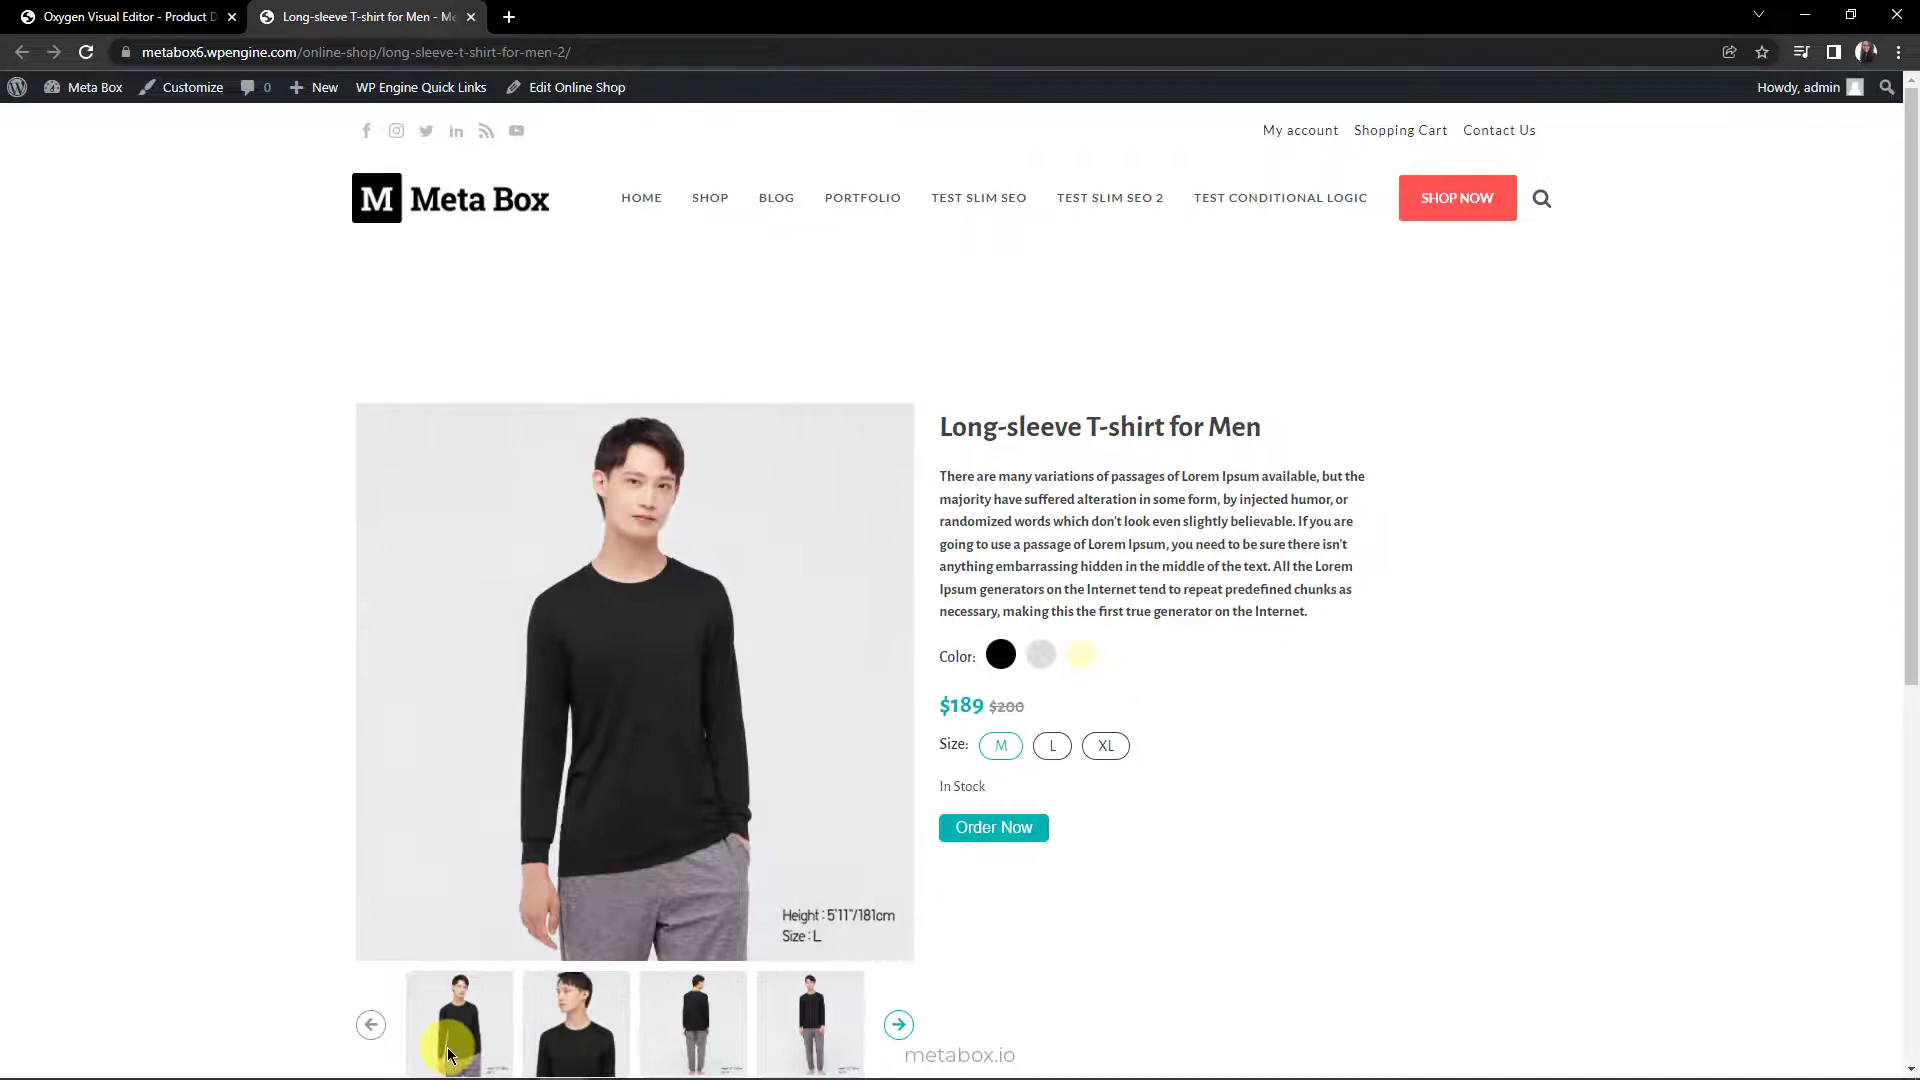 Oxygen Visual Editor - Product D
Long-sleeve T-shirt for Men - Me
metabox6.wpengine.com/online-shop/long-sleeve-t-shirt-for-men-2/
Meta Box
Customize
0
New
WP Engine Quick Links
Edit Online Shop
Howdy, admin
My account
Shopping Cart
Contact Us
M Meta Box
HOME
SHOP
BLOG
PORTFOLIO
TEST SLIM SEO
TEST SLIM SEO 2
TEST CONDITIONAL LOGIC
SHOP NOW
Long-sleeve T-shirt for Men
There are many variations of passages of Lorem Ipsum available, but the
majority have suffered alteration in some form, by injected humor, or
randomized words which don't look even slightly believable. If you are
going to use a passage of Lorem Ipsum, you need to be sure there isn't
anything embarrassing hidden in the middle of the text. All the Lorem
Ipsum generators on the Internet tend to repeat predefined chunks as
necessary, making this the first true generator on the Internet.
Color:
$189 $200
Size: M L XL
In Stock
Order Now
Height : 5'11"/181cm
Size : L
metabox.io